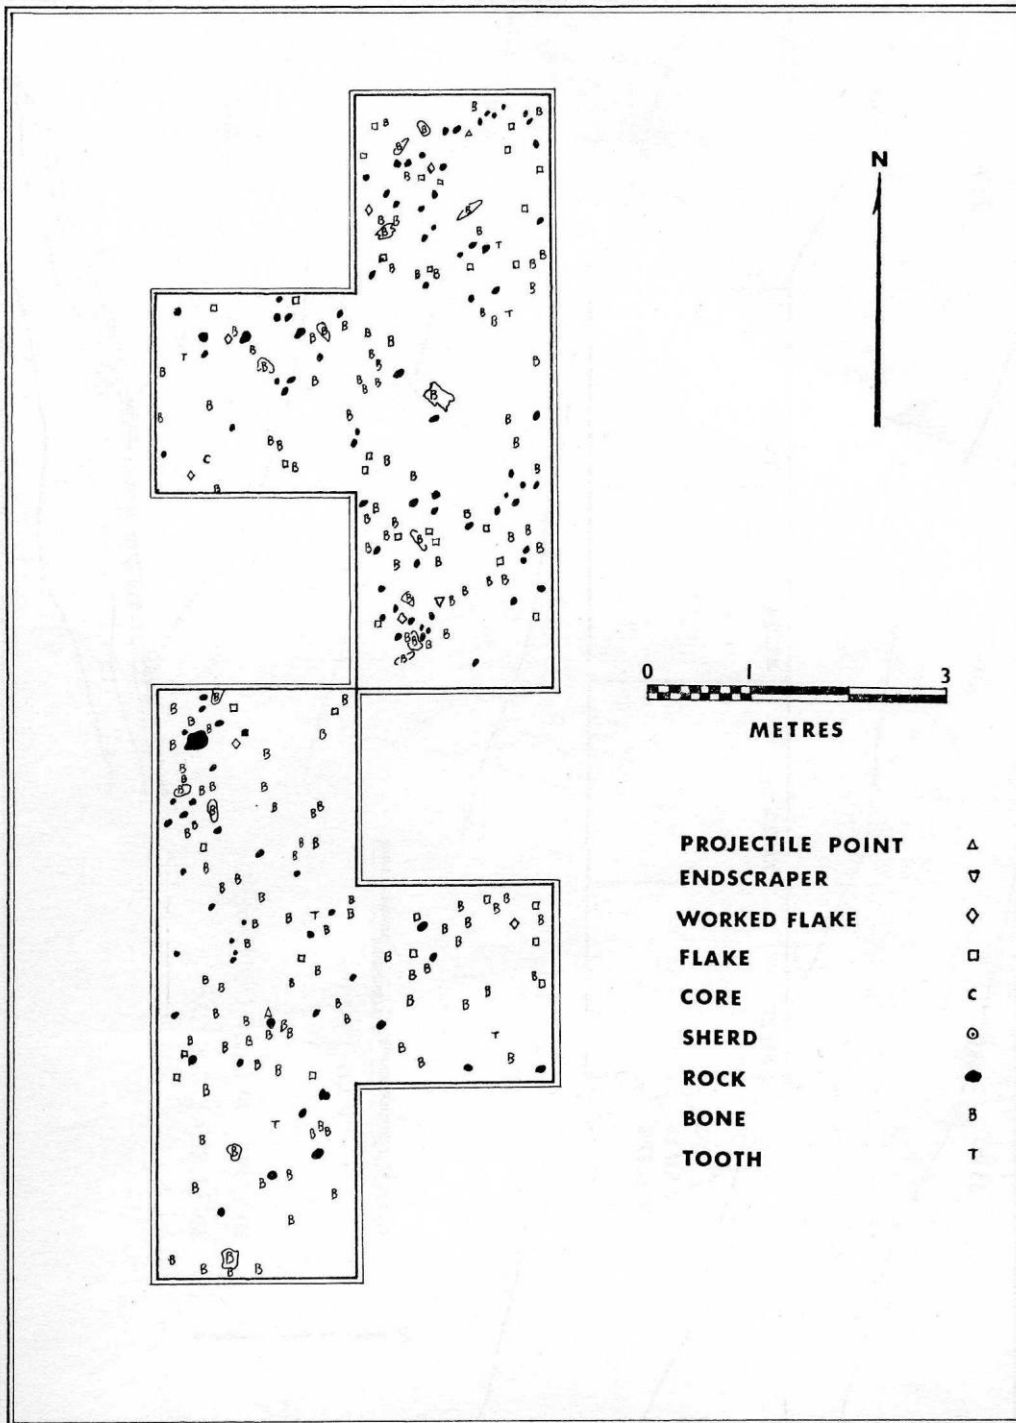 N
0 1 3
METRES
PROJECTILE POINT
ENDSCRAPER
WORKED FLAKE
FLAKE
CORE C
SHERD
ROCK
BONE B
TOOTH T